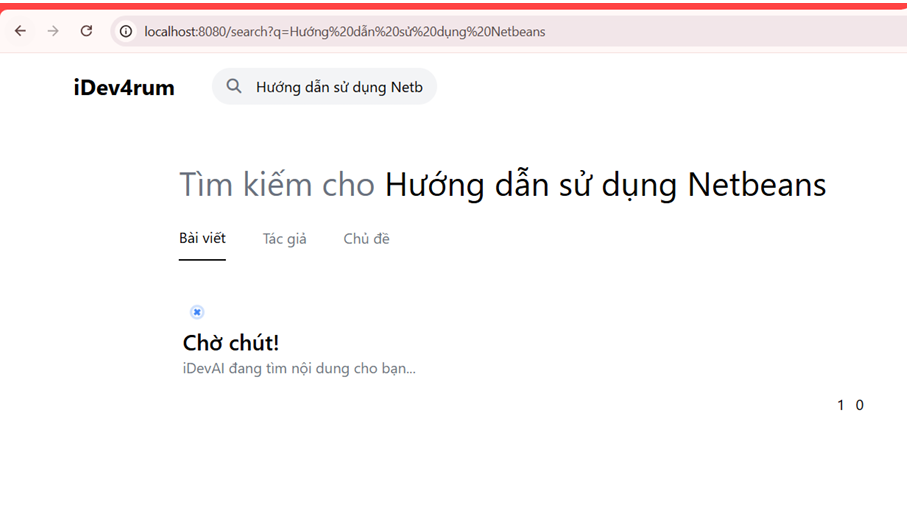 localhost:8080/search?q=Hướng%20dẫn%20sử%20dụng%20Netbeans
iDev4rum
Hướng dẫn sử dụng Netb
Tìm kiếm cho Hướng dẫn sử dụng Netbeans
Bài viết Tác giả Chủ đề
Chờ chút!
iDevAI đang tìm nội dung cho bạn...
1 0